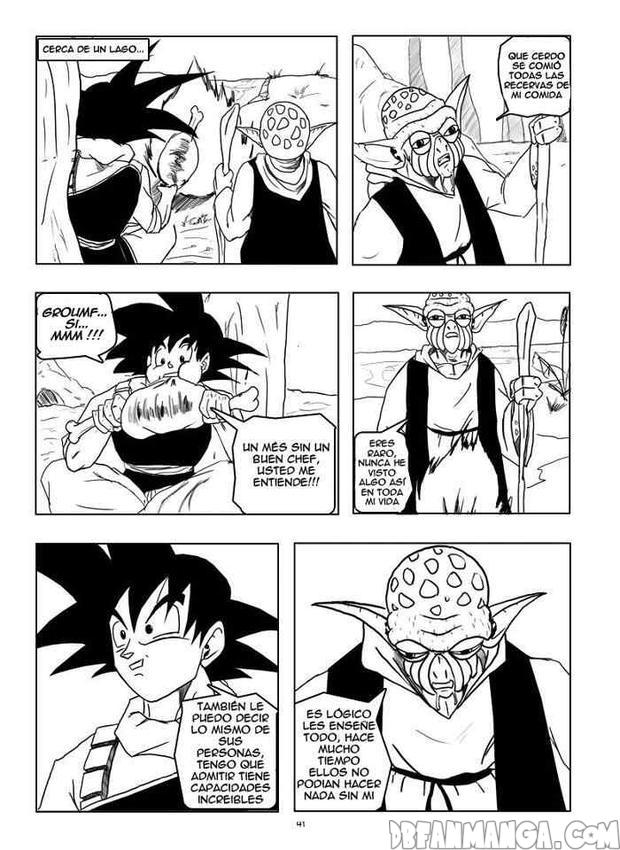 CERCA DE UN LAGO...
QUE CERDO
SE COMIÓ
TODAS LAS
RECERVAS DE
MI COMIDA
GROUMF...
SI...
MMM !!!
UN MÉS SIN UN
BUEN CHEF,
USTED ME
ENTIENDE!!!
ERES
RARO,
NUNCA HE
VISTO
ALGO ASÍ
EN TODA
MI VIDA
TAMBIÉN LE
PUEDO DECIR
LO MISMO DE
SUS
PERSONAS,
TENGO QUE
ADMITIR TIENE
CAPACIDADES
INCREIBLES
ES LÓGICO
LES ENSEÑE
TODO, HACE
MUCHO
TIEMPO
ELLOS NO
PODIAN HACER
NADA SIN MI
41
DBFANMANGA.COM